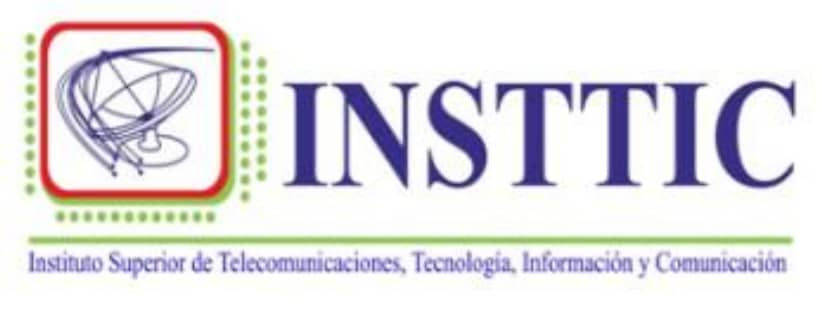 INSTTIC
Instituto Superior de Telecomunicaciones, Tecnología, Información y Comunicación